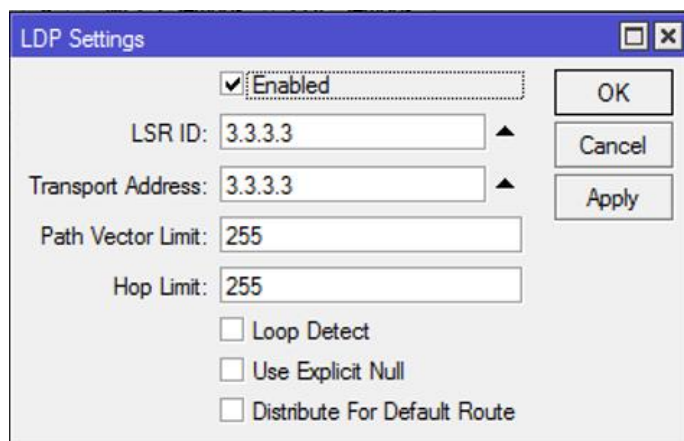 LDP Settings
Enabled
OK
LSR ID: 3.3.3.3
Cancel
Transport Address: 3.3.3.3
Apply
Path Vector Limit: 255
Hop Limit: 255
Loop Detect
Use Explicit Null
Distribute For Default Route